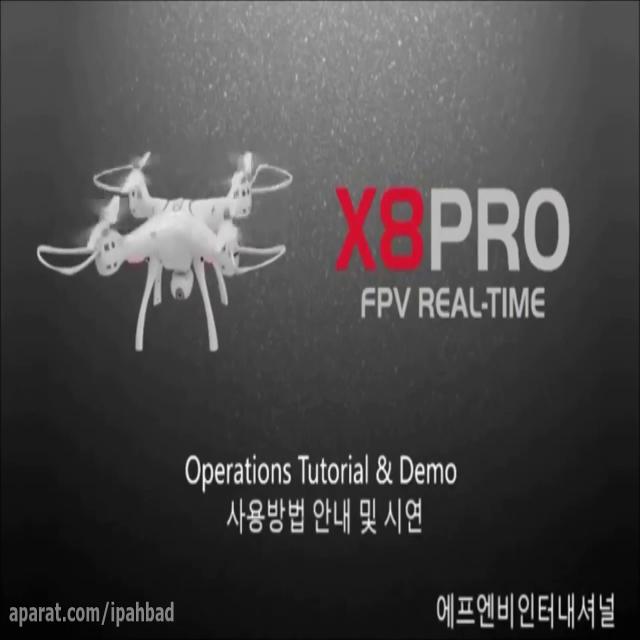 X8PRO
FPV REAL-TIME
Operations Tutorial & Demo
사용방법 안내 및 시연
에프엔비인터내셔널
aparat.com/ipahbad